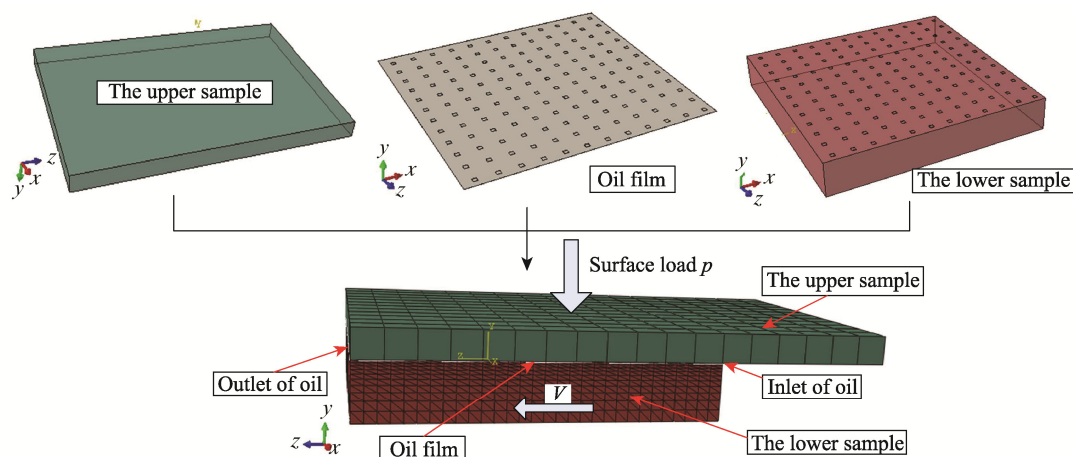 The upper sample
Oil film
The lower sample
z
x
y
y
x
z
y
x
z
Surface load p
The upper sample
Y
Z
X
Outlet of oil
Inlet of oil
V
y
z
x
Oil film
The lower sample